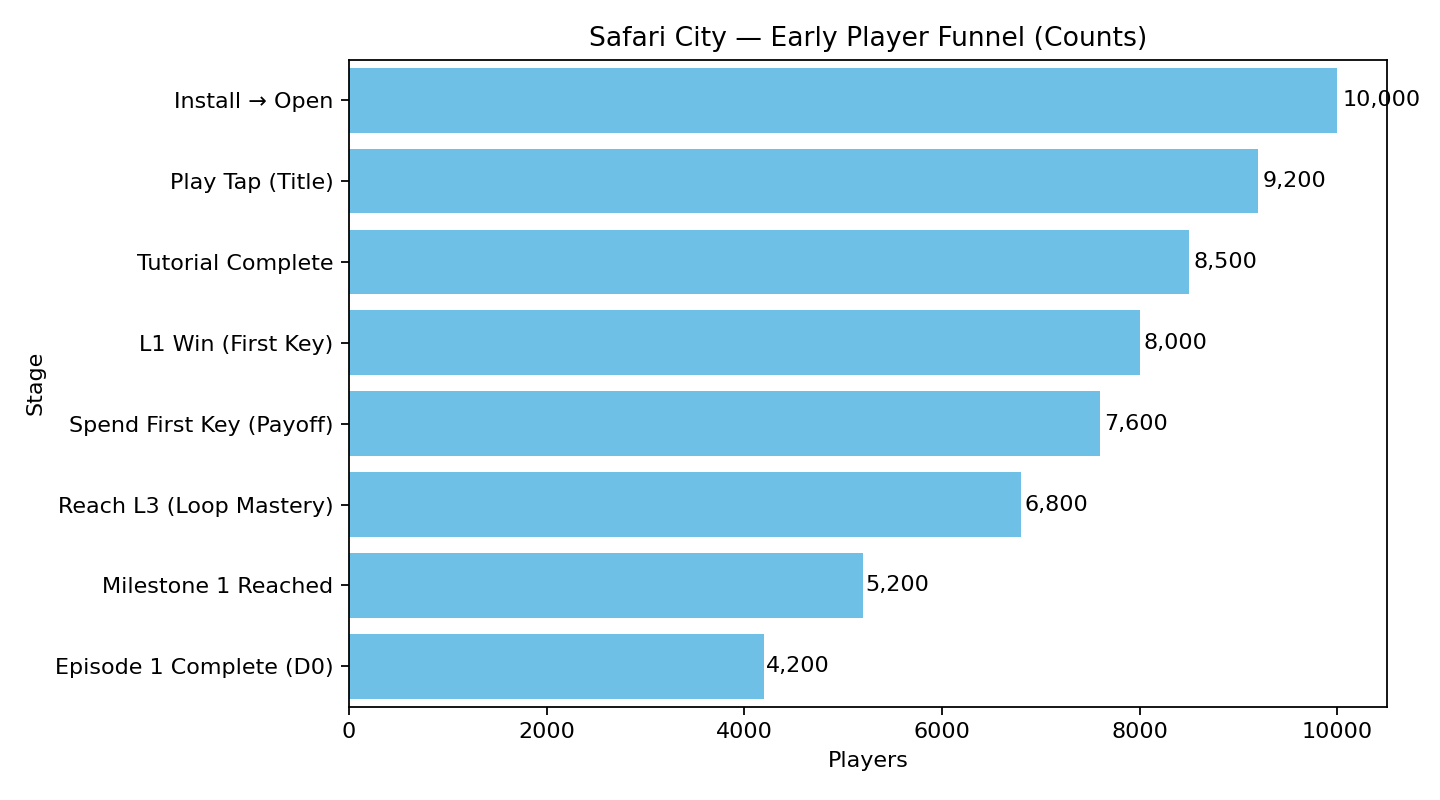 Safari City — Early Player Funnel (Counts)
Install → Open
10,000
Play Tap (Title)
9,200
Tutorial Complete
8,500
L1 Win (First Key)
8,000
Stage
Spend First Key (Payoff)
7,600
Reach L3 (Loop Mastery)
6,800
Milestone 1 Reached
5,200
Episode 1 Complete (D0)
4,200
0 2000 4000 6000 8000 10000
Players